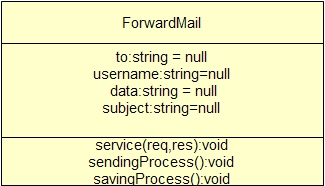 ForwardMail
to:string = null
username:string=null
data:string = null
subject:string=null
service(req,res):void
sendingProcess():void
savingProcess():void